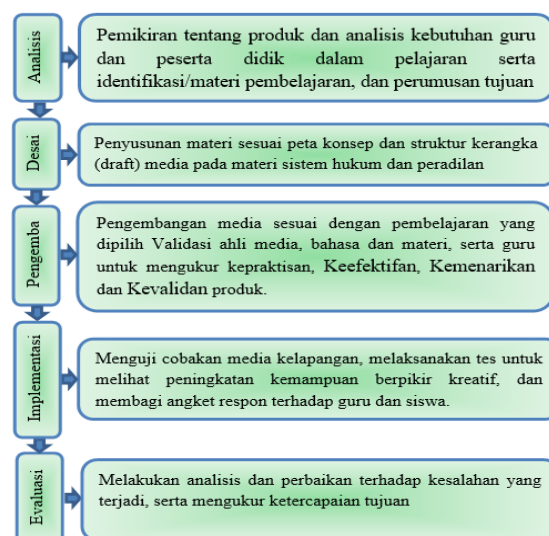 Analisis
Pemikiran tentang produk dan analisis kebutuhan guru
dan peserta didik dalam pelajaran serta
identifikasi/materi pembelajaran, dan perumusan tujuan
Desai
Penyusunan materi sesuai peta konsep dan struktur kerangka
(draft) media pada materi sistem hukum dan peradilan
Pengemba
Pengembangan media sesuai dengan pembelajaran yang
dipilih Validasi ahli media, bahasa dan materi, serta guru
untuk mengukur kepraktisan, Keefektifan, Kemenarikan
dan Kevalidan produk.
Implementasi
Menguji cobakan media kelapangan, melaksanakan tes untuk
melihat peningkatan kemampuan berpikir kreatif, dan
membagi angket respon terhadap guru dan siswa.
Evaluasi
Melakukan analisis dan perbaikan terhadap kesalahan yang
terjadi, serta mengukur ketercapaian tujuan